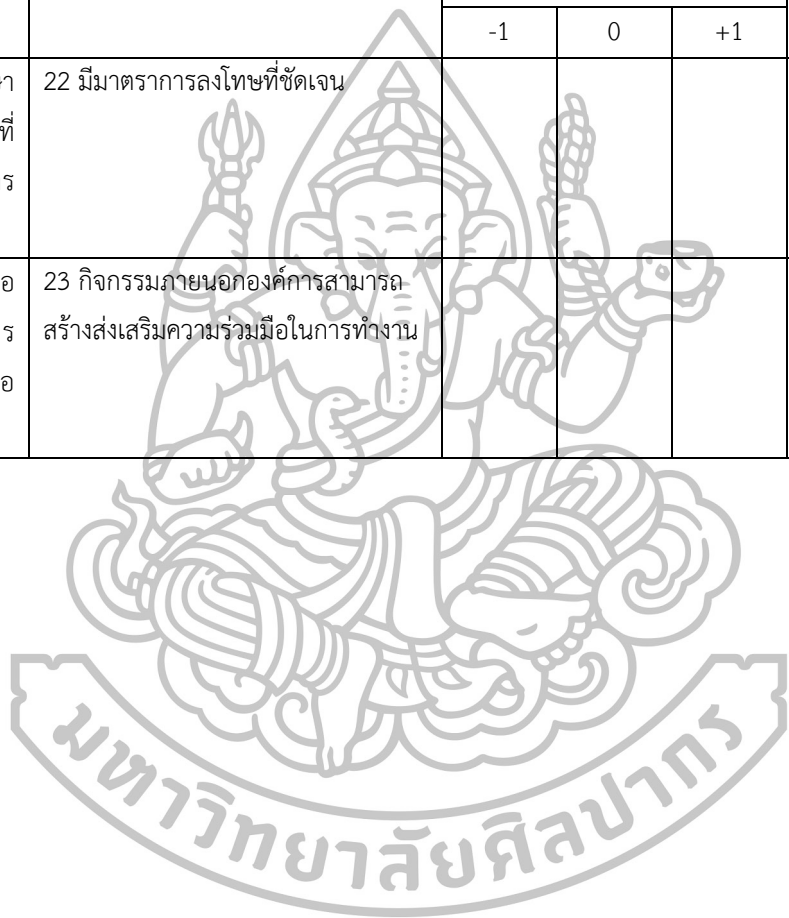 -1 0 +1
22 มีมาตราการลงโทษที่ชัดเจน
23 กิจกรรมภายนอกองค์การสามารถ
สร้างส่งเสริมความร่วมมือในการทำงาน
มหาวิทยาลัยศิลปากร